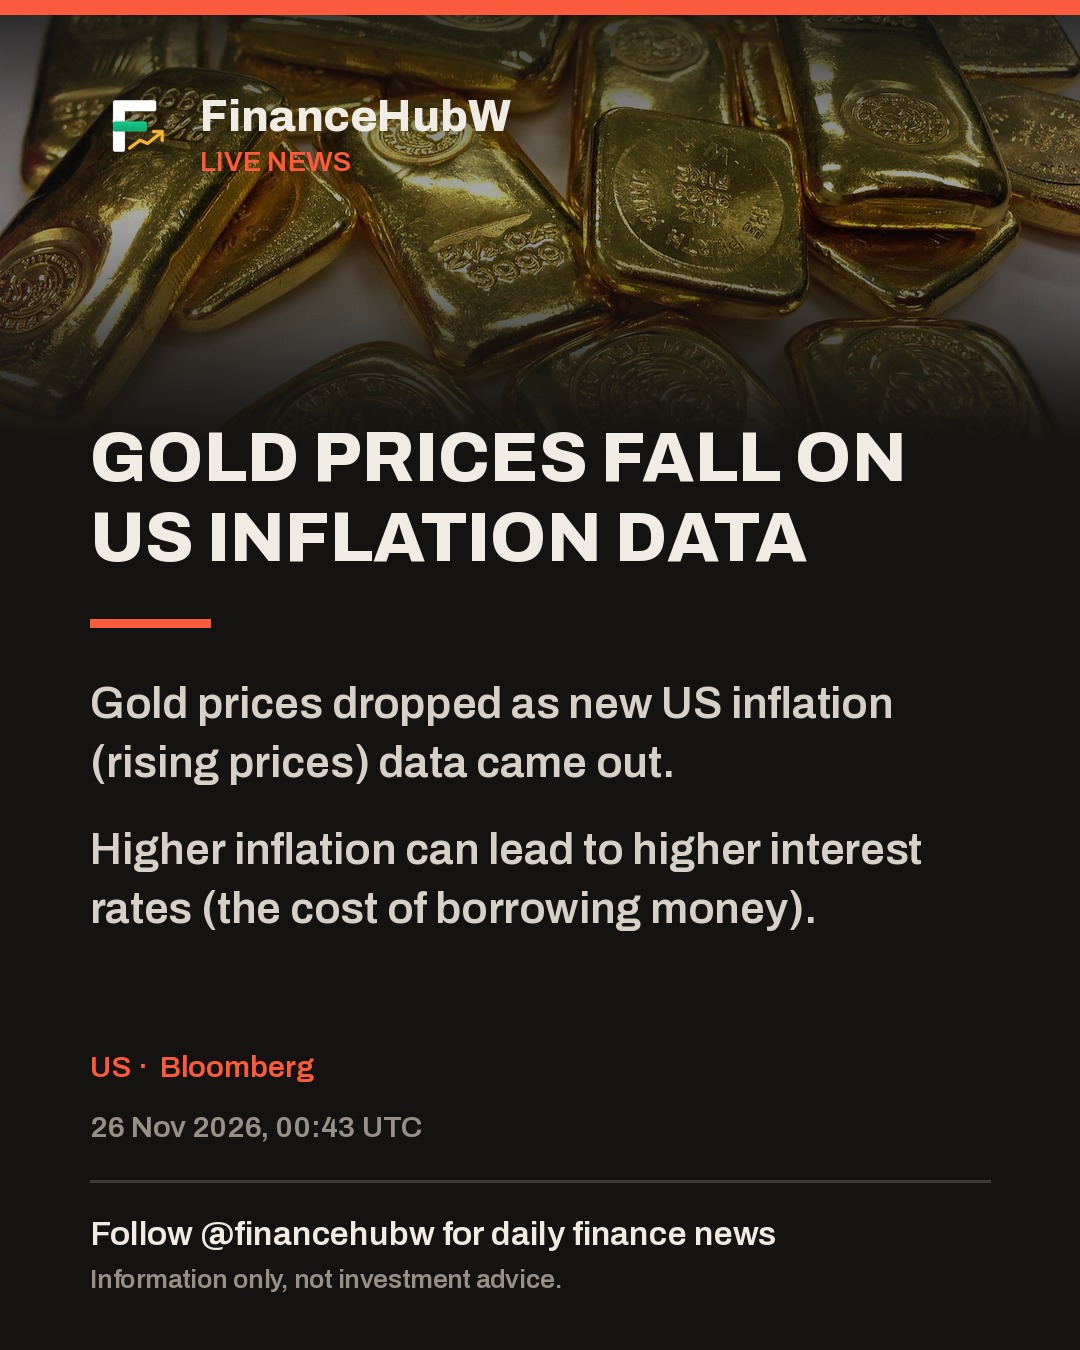 FinanceHubW
LIVE NEWS
GOLD PRICES FALL ON
US INFLATION DATA
Gold prices dropped as new US inflation
(rising prices) data came out.
Higher inflation can lead to higher interest
rates (the cost of borrowing money).
US · Bloomberg
26 Nov 2026, 00:43 UTC
Follow @financehubw for daily finance news
Information only, not investment advice.